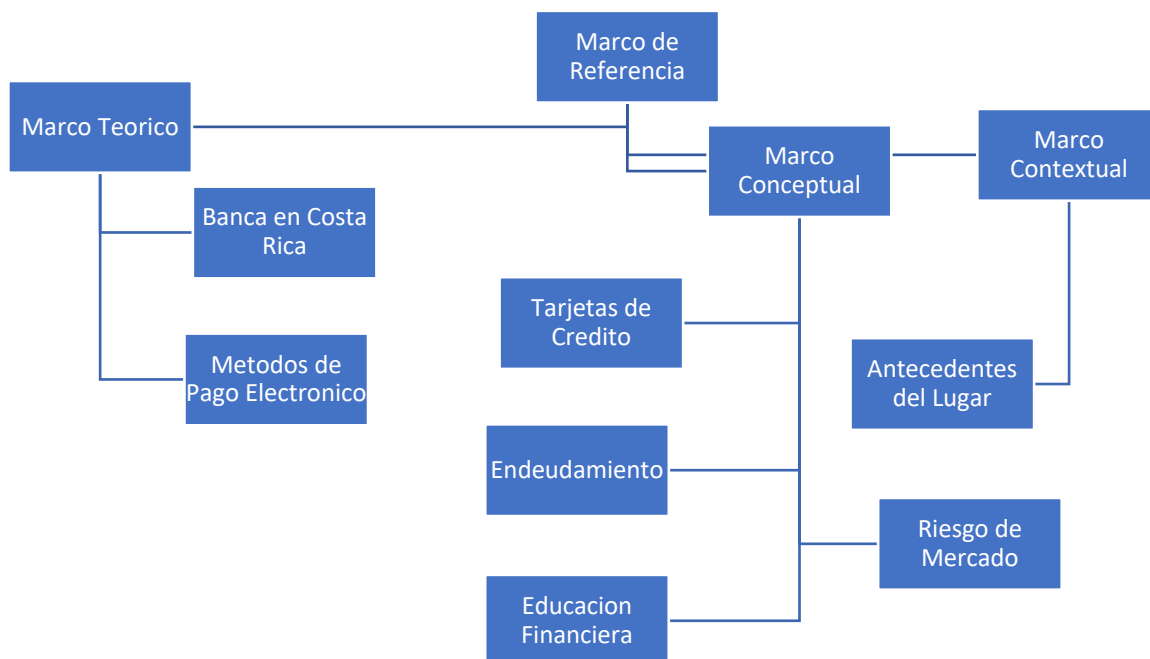 Marco de
Referencia
Marco Teorico
Marco
Conceptual
Marco
Contextual
Banca en Costa
Rica
Tarjetas de
Credito
Metodos de
Pago Electronico
Antecedentes
del Lugar
Endeudamiento
Riesgo de
Mercado
Educacion
Financiera